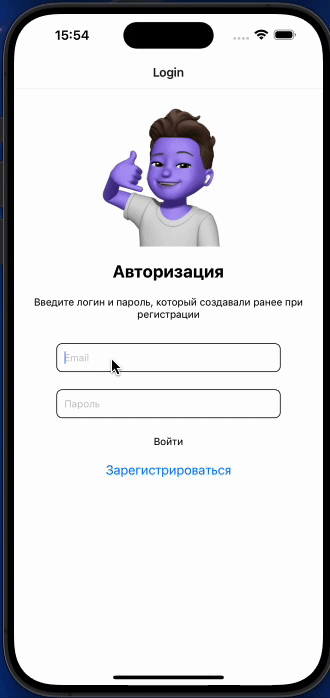 15:54
Login
Авторизация
Введите логин и пароль, который создавали ранее при
регистрации
Email
Пароль
Войти
Зарегистрироваться